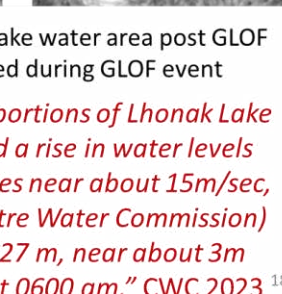 ake water area post GLOF
ed during GLOF event
ortions of Lhonak Lake
d a rise in water levels
es near about 15m/sec,
tre Water Commission)
27 m, near about 3m
t 0600 am." CWC 2023